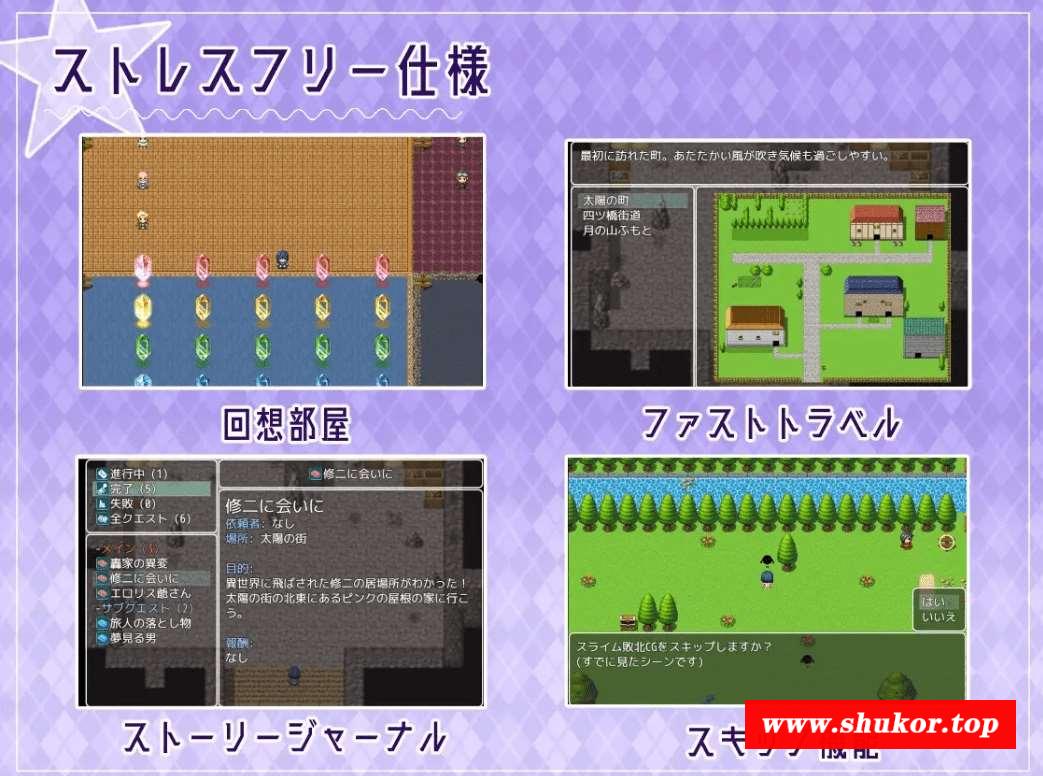 ストレスフリー仕様
最初に訪れた町。あたたかい風が吹き気候も過ごしやすい。
太陽の町
四ツ橋街道
月の山ふもと
回想部屋
ファストトラベル
進行中 (1)
完了 (5)
失敗 (0)
全クエスト (6)
-メイン
轟家の異変
修二に会いに
エロリス爺さん
-サブクエスト (2)
旅人の落とし物
夢見る男
修二に会いに
修二に会いに
依頼者: なし
場所: 太陽の街
目的:
異世界に飛ばされた修二の居場所がわかった！
太陽の街の北東にあるピンクの屋根の家に行こ
う。
報酬:
なし
はい
いいえ
スライム敗北CGをスキップしますか？
(すでに見たシーンです)
ストーリージャーナル
www.shukor.top